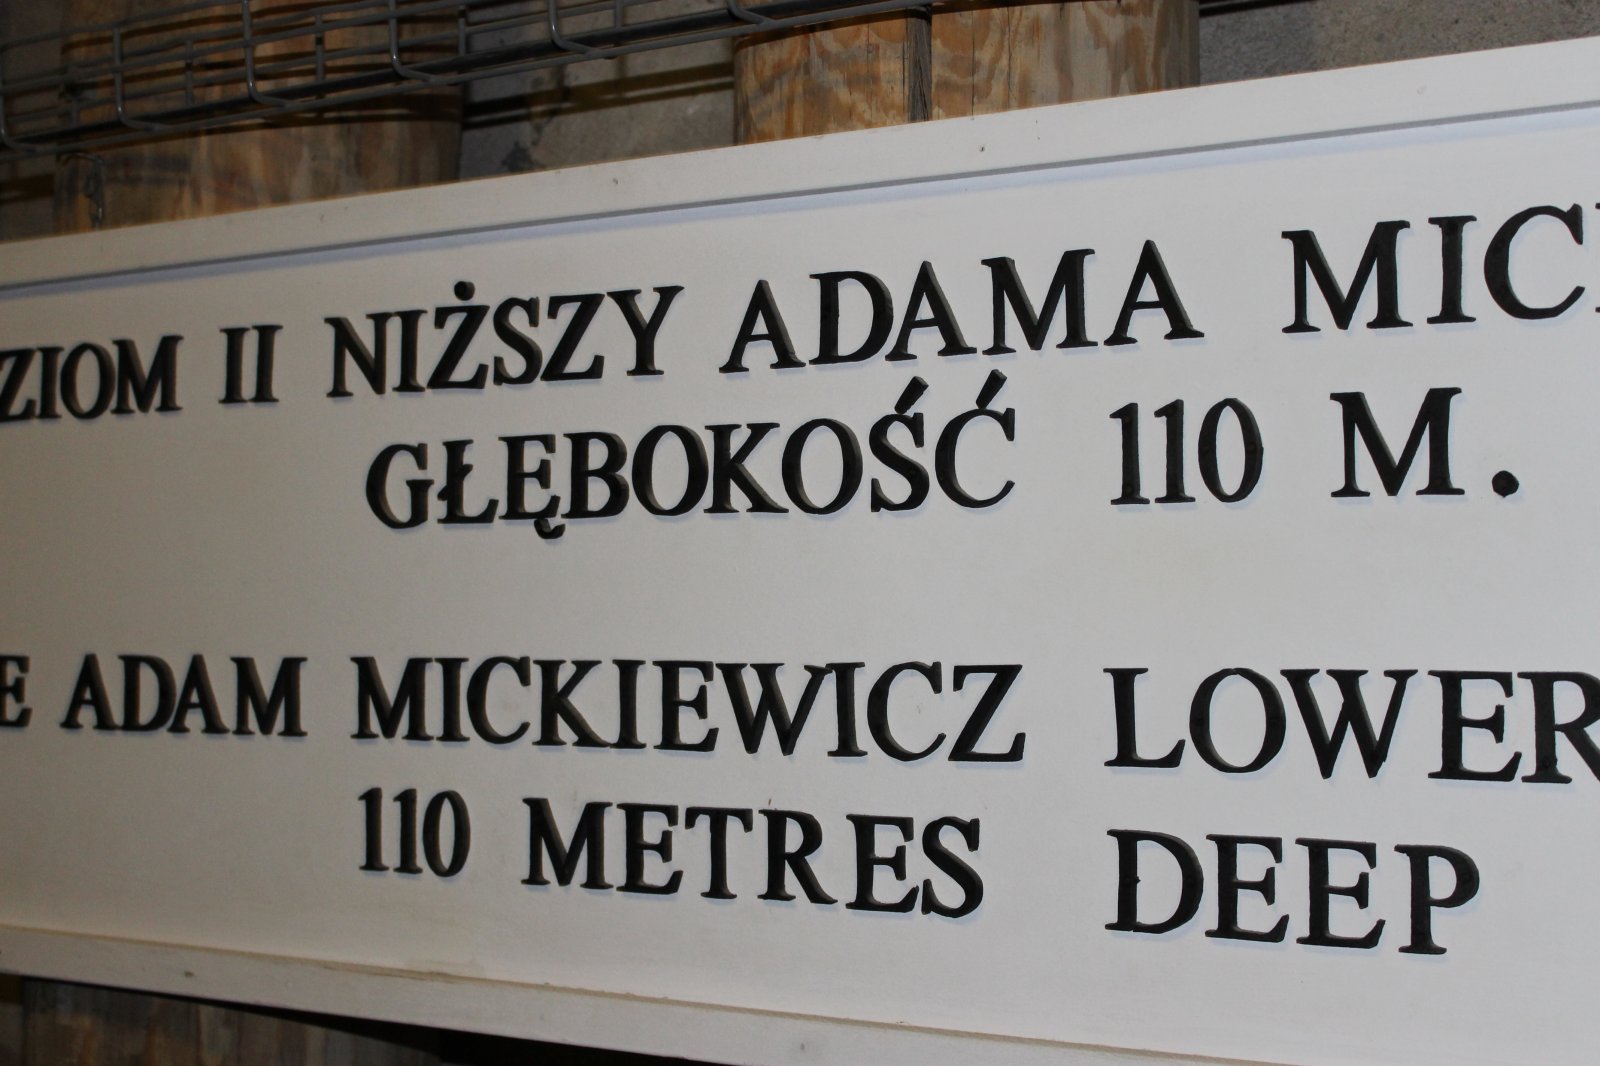 ZIOM II NIŻSZY ADAMA MIC
GŁĘBOKOŚĆ 110 M.
E ADAM MICKIEWICZ LOWER
110 METRES DEEP